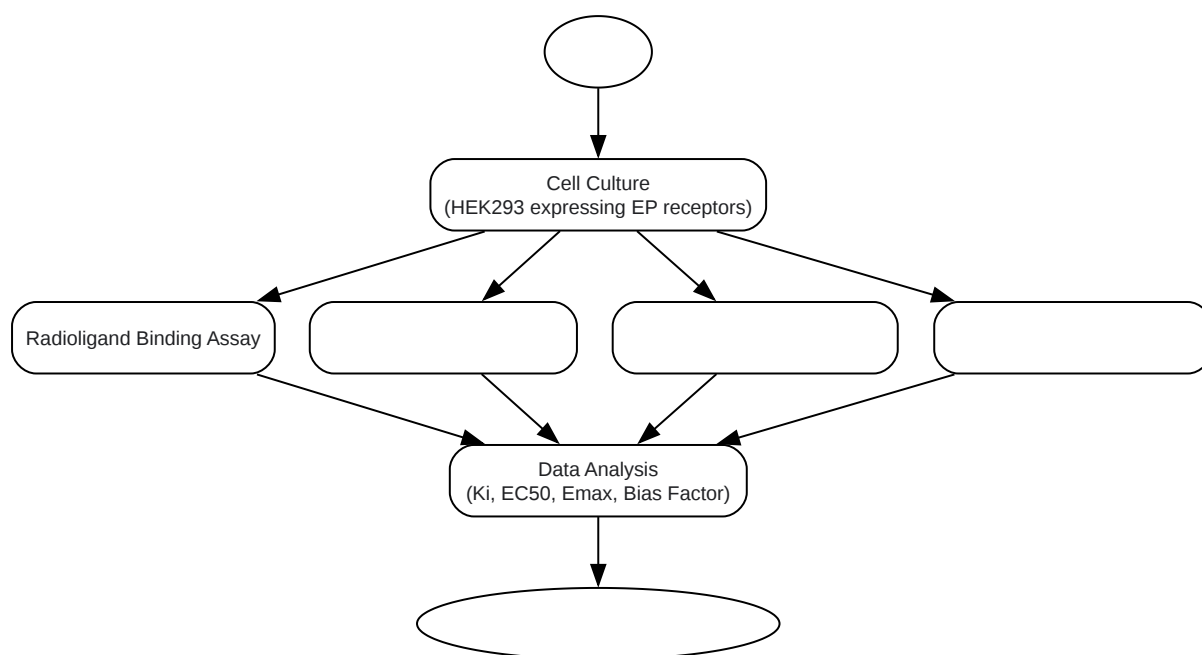 Cell Culture
(HEK293 expressing EP receptors)
Radioligand Binding Assay
Data Analysis
(Ki, EC50, Emax, Bias Factor)